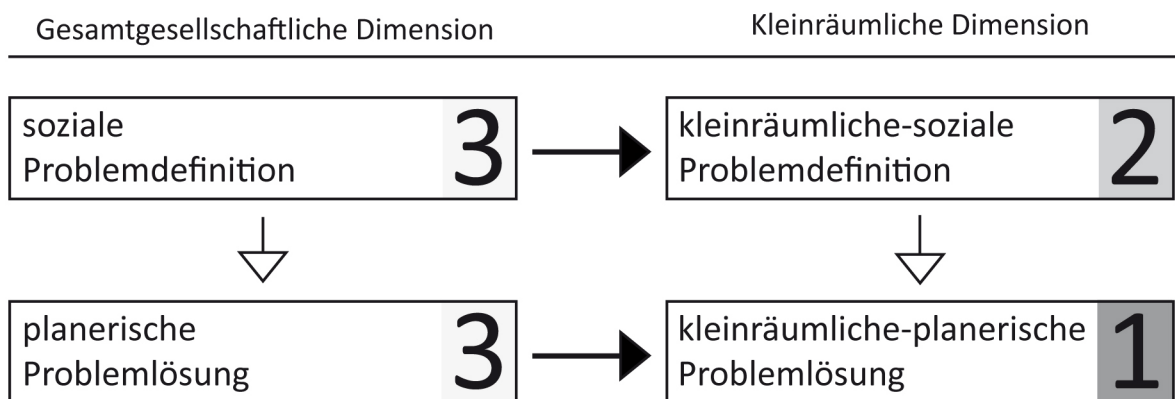 Gesamtgesellschaftliche Dimension
Kleinräumliche Dimension
soziale
Problemdefinition
3
kleinräumliche-soziale
Problemdefinition
2
planerische
Problemlösung
3
kleinräumliche-planerische
Problemlösung
1